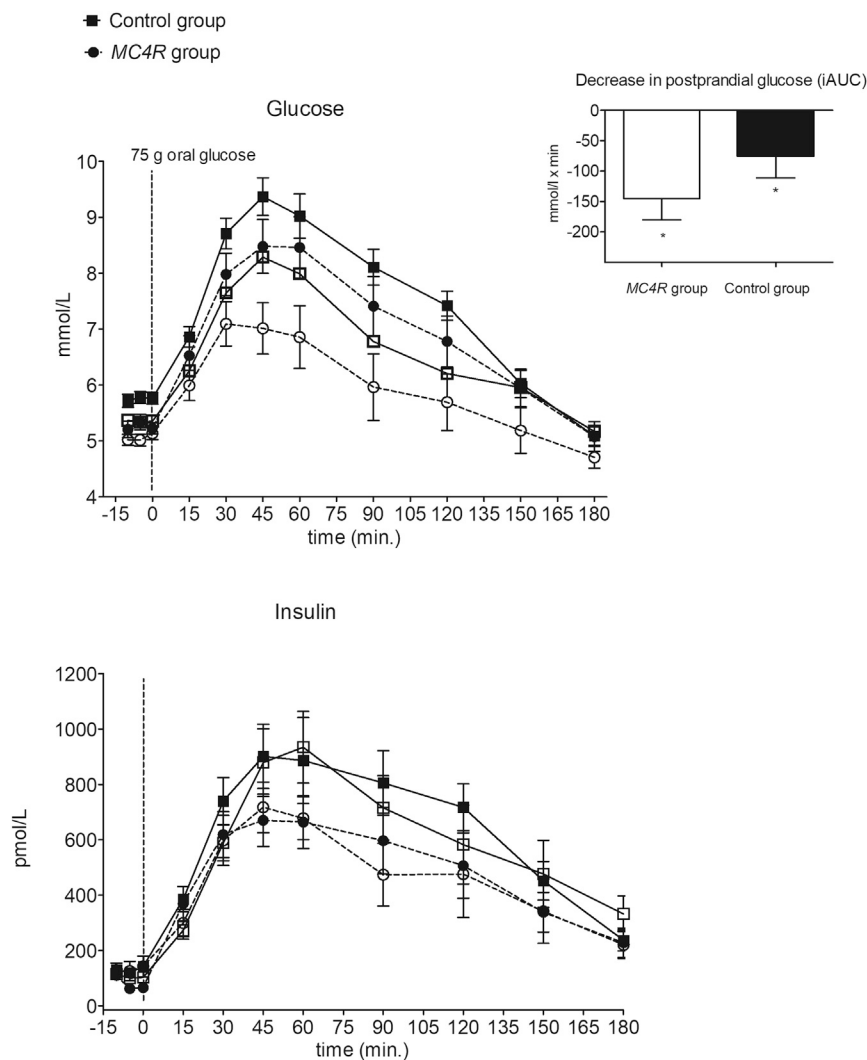 Control group
MC4R group
Decrease in postprandial glucose (iAUC)
0
-50
-100
-150
-200
mmol/l x min
*
*
MC4R group
Control group
Glucose
75 g oral glucose
10
9
8
7
6
5
4
mmol/L
-15 0 15 30 45 60 75 90 105 120 135 150 165 180
time (min.)
Insulin
1200
1000
800
600
400
200
0
pmol/L
-15 0 15 30 45 60 75 90 105 120 135 150 165 180
time (min.)